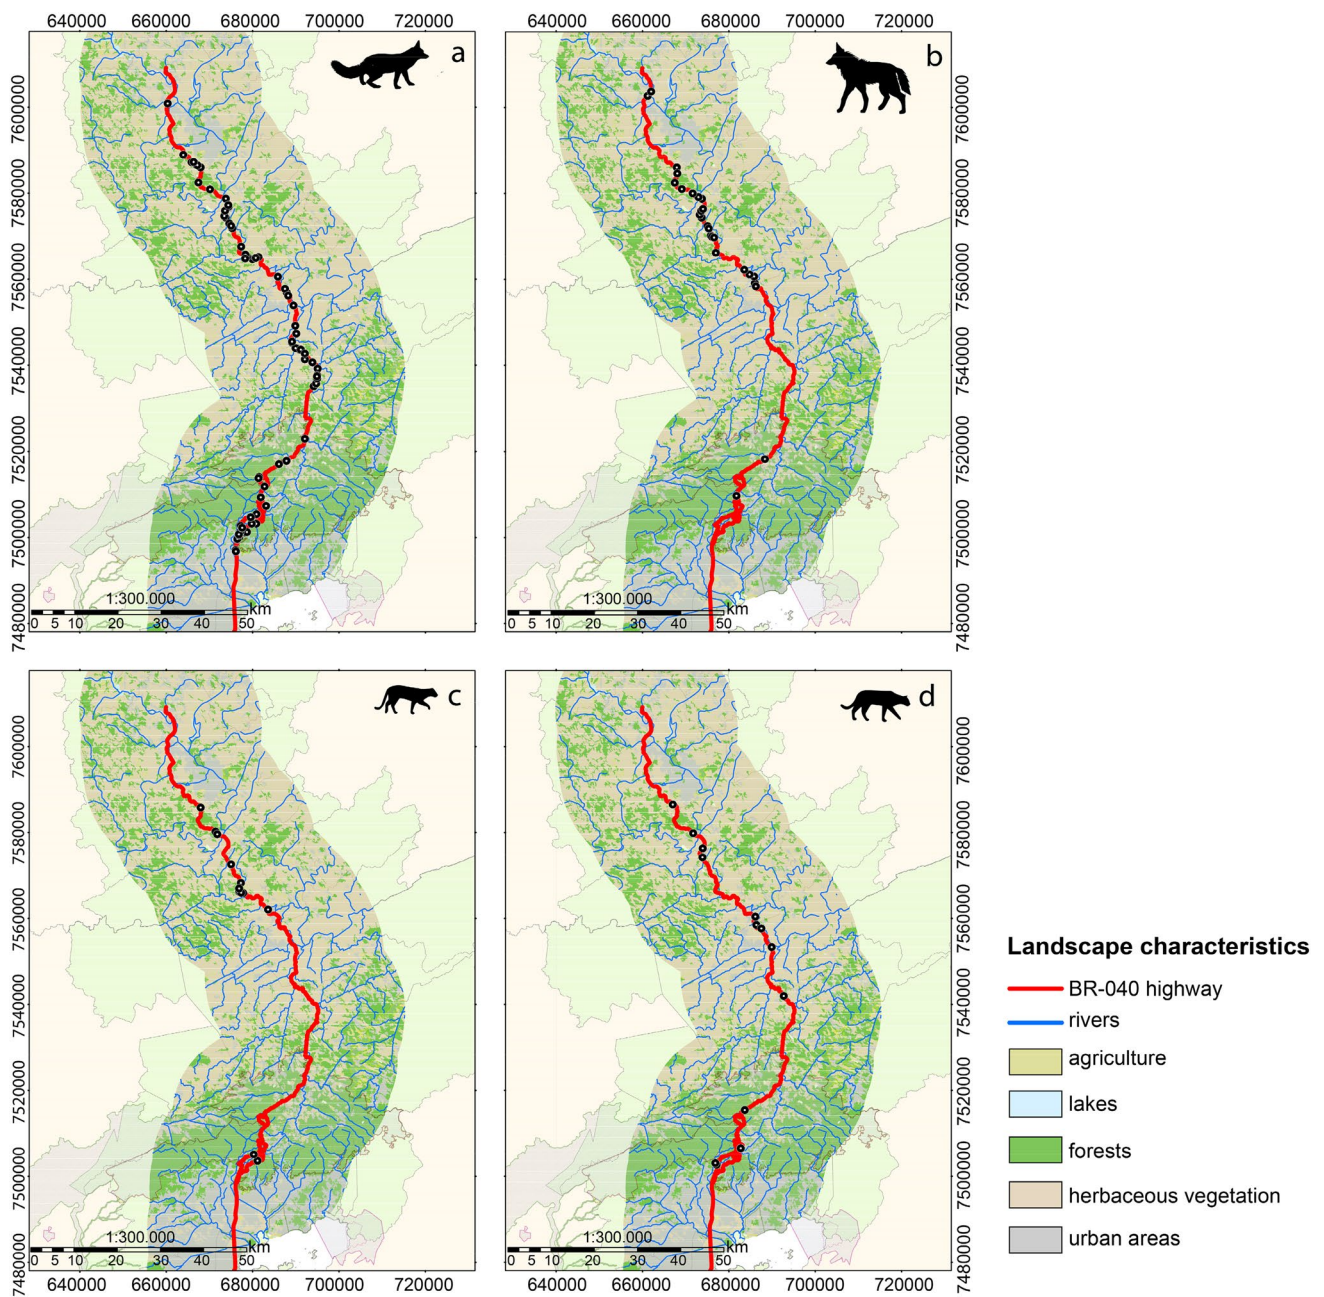 640000 660000 680000 700000 720000 640000 660000 680000 700000 720000
a
b
7600000
7580000
7560000
7540000
7520000
7500000
7480000
7600000
7580000
7560000
7540000
7520000
7500000
7480000
1:300.000
km
0 5 10 20 30 40 50
1:300.000
km
0 5 10 20 30 40 50
c
d
7600000
7580000
7560000
7540000
7520000
7500000
7480000
7600000
7580000
7560000
7540000
7520000
7500000
7480000
1:300.000
km
0 5 10 20 30 40 50
1:300.000
km
0 5 10 20 30 40 50
640000 660000 680000 700000 720000 640000 660000 680000 700000 720000
Landscape characteristics
BR-040 highway
rivers
agriculture
lakes
forests
herbaceous vegetation
urban areas